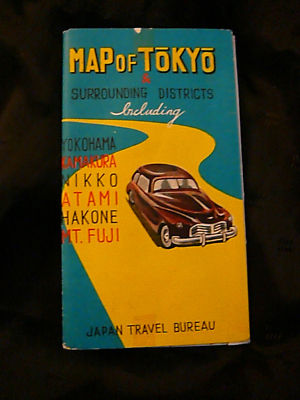 MAP OF TŌKYŌ
&
SURROUNDING DISTRICTS
Including
YOKOHAMA
KAMAKURA
NIKKO
ATAMI
HAKONE
MT. FUJI
JAPAN TRAVEL BUREAU